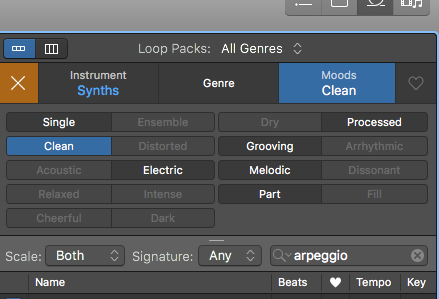 Loop Packs: All Genres
Instrument Genre Moods
Synths Clean
Single Ensemble Dry Processed
Clean Distorted Grooving Arrhythmic
Acoustic Electric Melodic Dissonant
Relaxed Intense Part Fill
Cheerful Dark
Scale: Both Signature: Any arpeggio
Name Beats Tempo Key